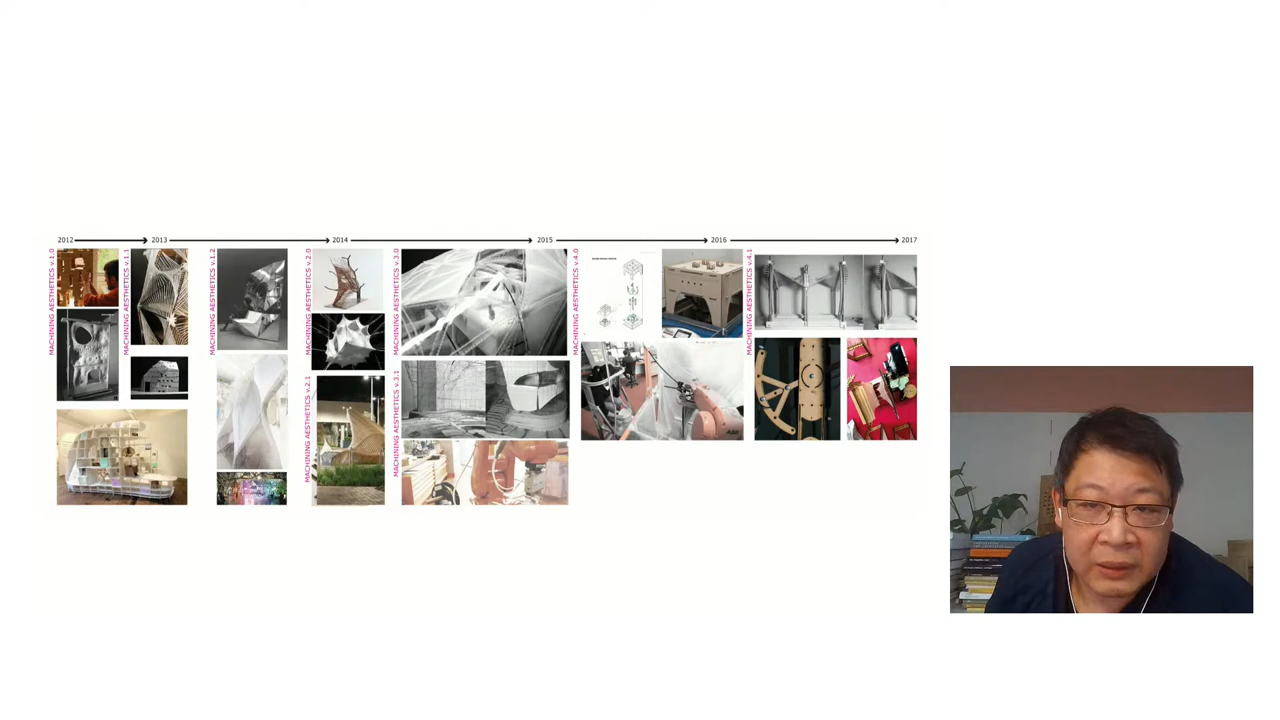 2012
2013
2014
2015
2016
2017
MACHINING AESTHETICS v.1.0
MACHINING AESTHETICS v.1.1
MACHINING AESTHETICS v.1.2
MACHINING AESTHETICS v.2.0
MACHINING AESTHETICS v.2.1
MACHINING AESTHETICS v.3.0
MACHINING AESTHETICS v.3.1
MACHINING AESTHETICS v.4.0
MACHINING AESTHETICS v.4.1